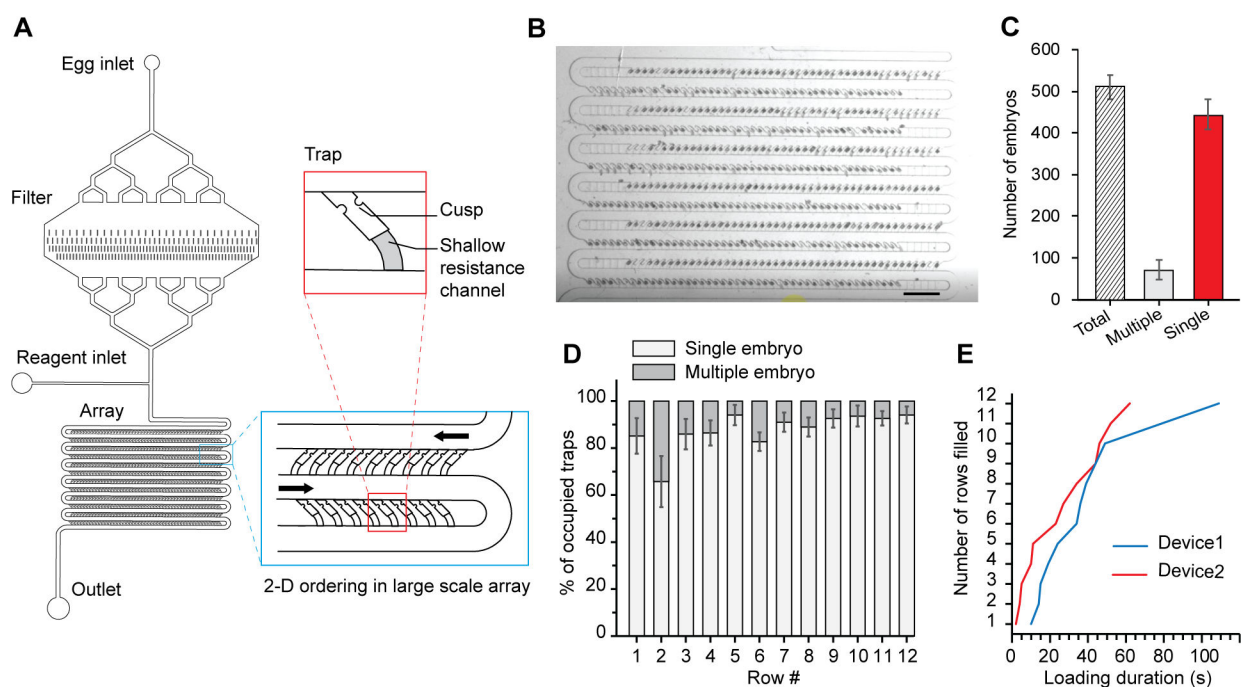 A
Egg inlet
Filter
Reagent inlet
Array
Outlet
Trap
Cusp
Shallow
resistance
channel
2-D ordering in large scale array
B
C
Number of embryos
600
500
400
300
200
100
0
Total
Multiple
Single
D
Single embryo
Multiple embryo
% of occupied traps
100
80
60
40
20
0
1 2 3 4 5 6 7 8 9 10 11 12
Row #
E
Number of rows filled
12
11
10
9
8
7
6
5
4
3
2
1
Device1
Device2
0 20 40 60 80 100
Loading duration (s)